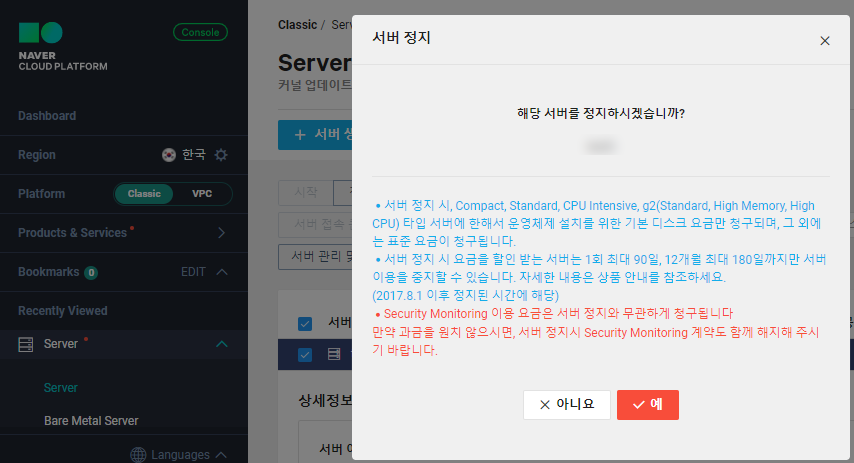 NAVER
CLOUD PLATFORM
Console
Dashboard
Region
한국
Platform
Classic
VPC
Products & Services
Bookmarks
0
EDIT
Recently Viewed
Server
Server
Bare Metal Server
Languages
Classic /
Server
커널 업데이트
+ 서버
시작
서버 접속
서버 관리 및
서버
상세정보
서버
서버 정지
해당 서버를 정지하시겠습니까?
• 서버 정지 시, Compact, Standard, CPU Intensive, g2(Standard, High Memory, High
CPU) 타입 서버에 한해서 운영체제 설치를 위한 기본 디스크 요금만 청구되며, 그 외에
는 표준 요금이 청구됩니다.
• 서버 정지 시 요금을 할인 받는 서버는 1회 최대 90일, 12개월 최대 180일까지만 서버
이용을 중지할 수 있습니다. 자세한 내용은 상품 안내를 참조하세요.
(2017.8.1 이후 정지된 시간에 해당)
• Security Monitoring 이용 요금은 서버 정지와 무관하게 청구됩니다
만약 과금을 원치 않으시면, 서버 정지시 Security Monitoring 계약도 함께 해지해 주시
기 바랍니다.
아니요
예